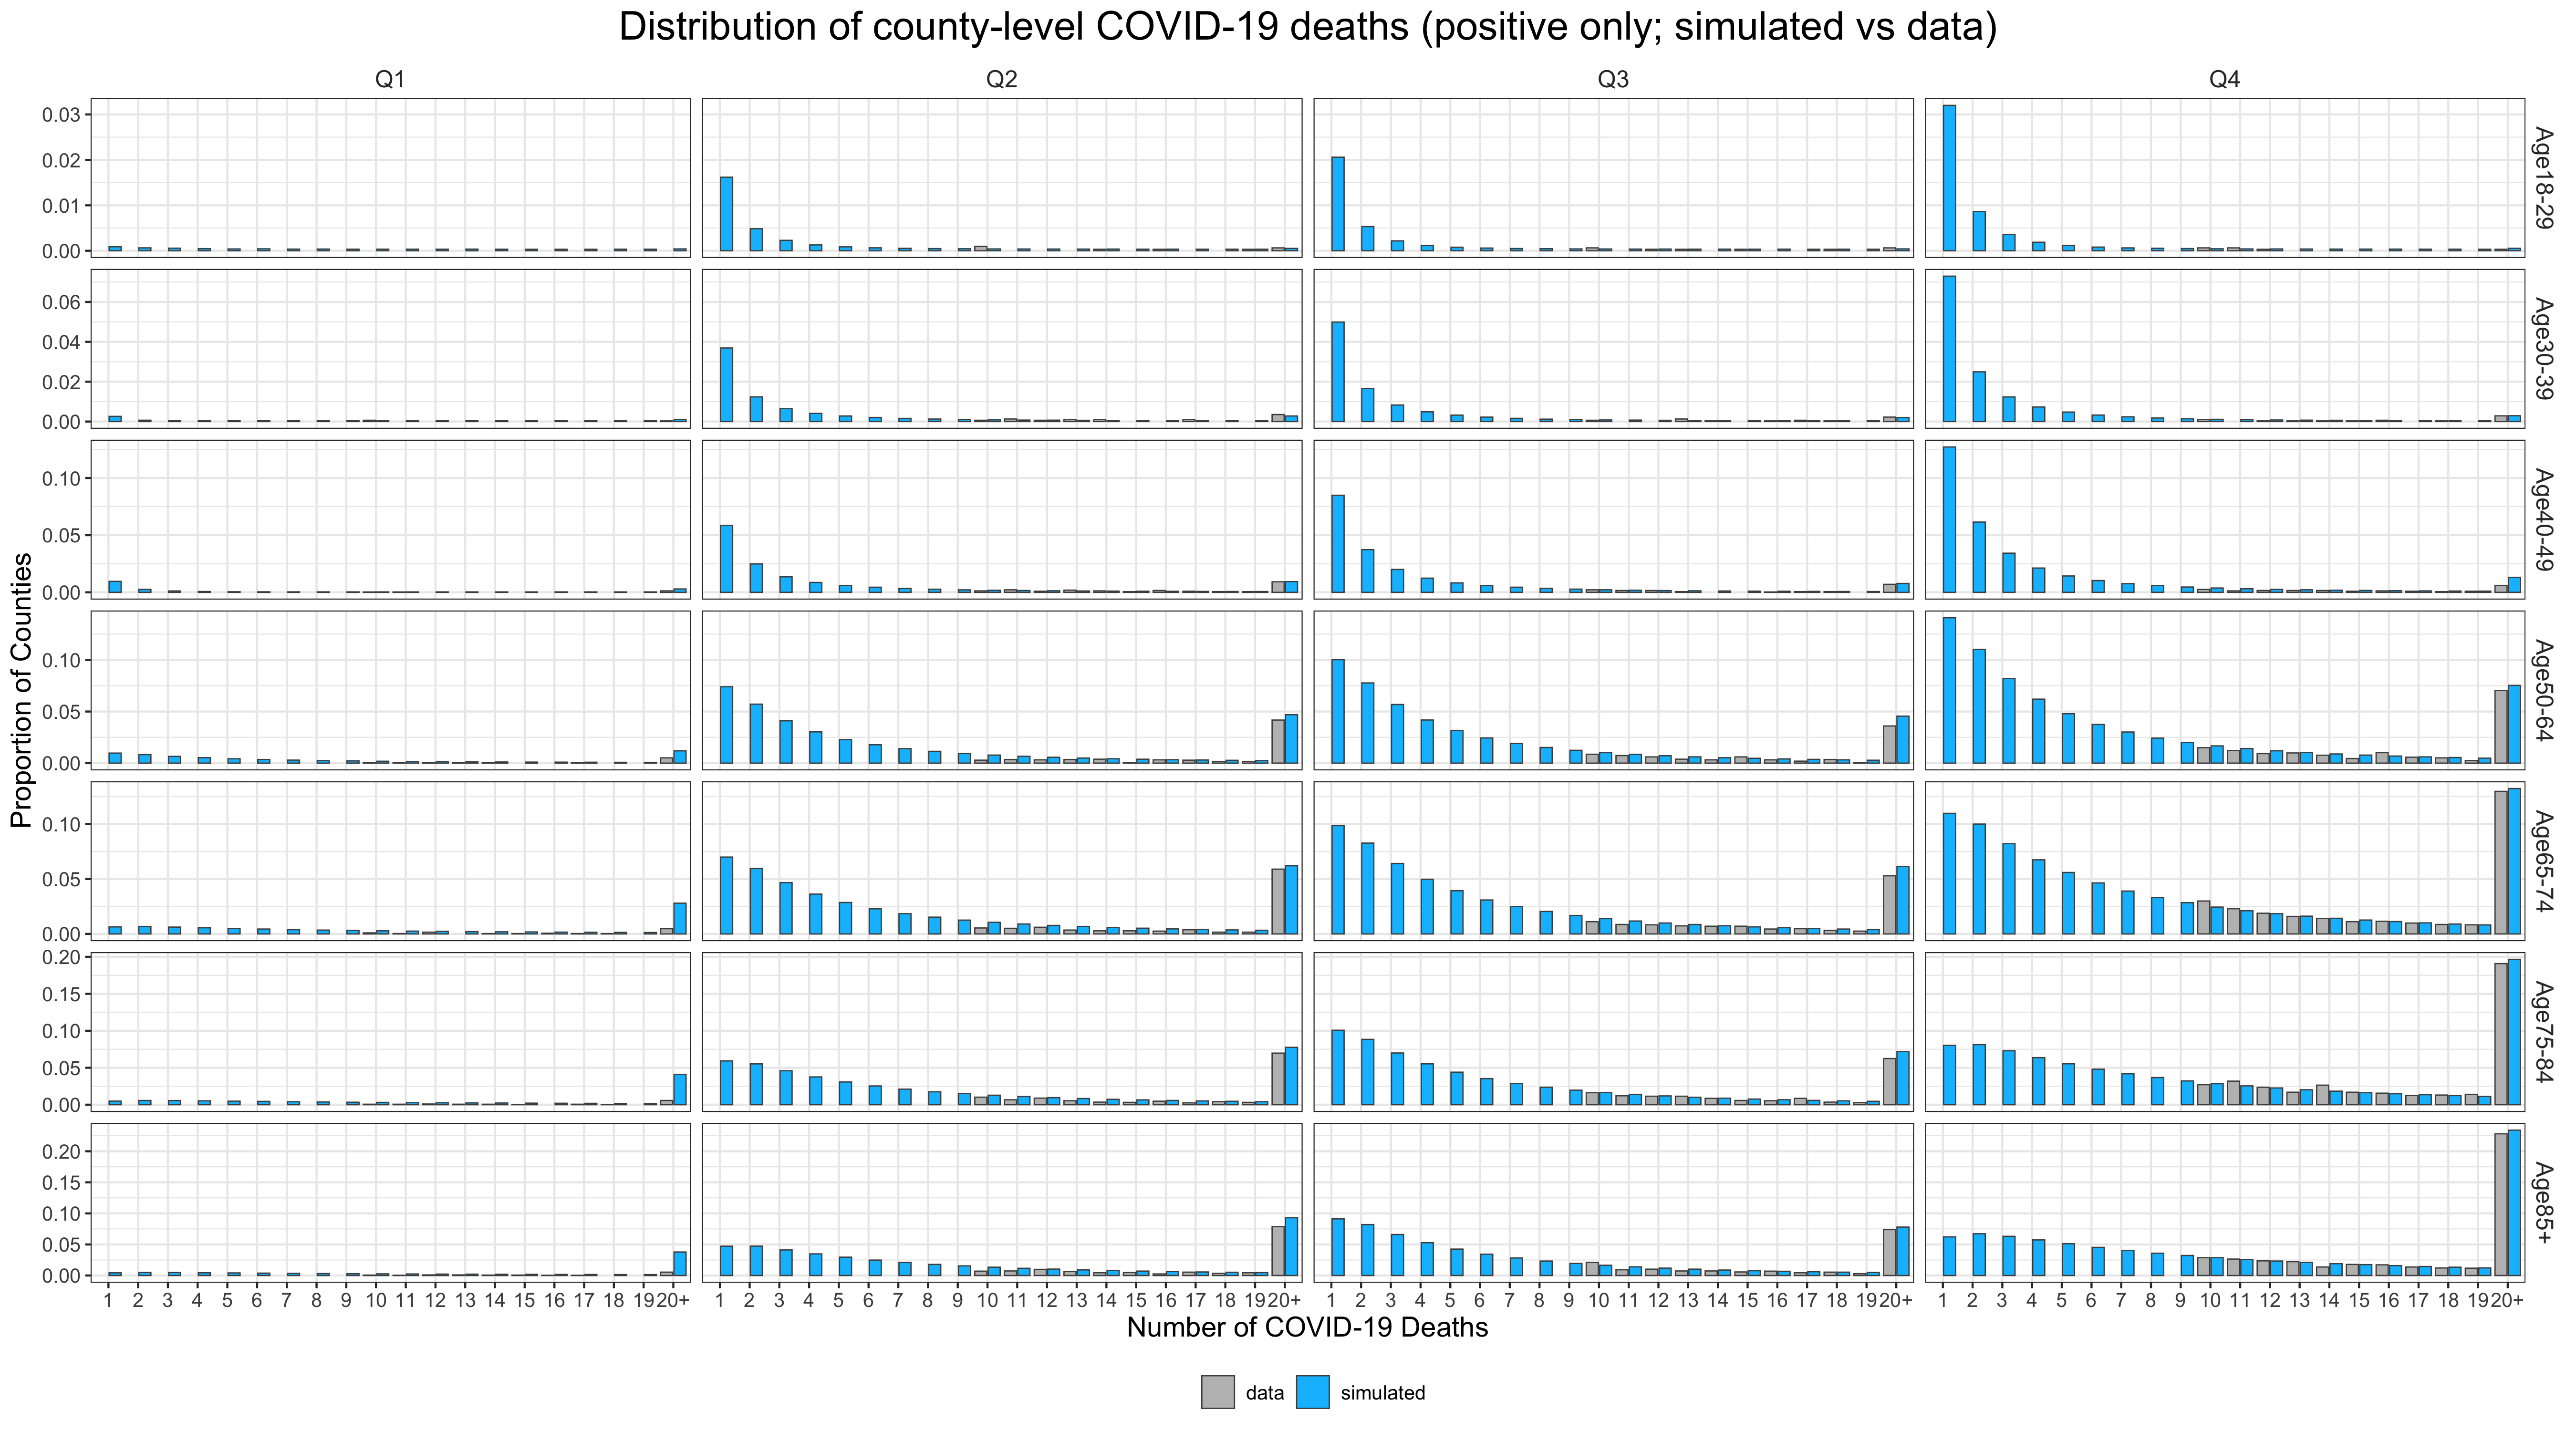 Distribution of county-level COVID-19 deaths (positive only; simulated vs data)
Q1 Q2 Q3 Q4
0.03
0.02
0.01
0.00
Age18-29
0.06
0.04
0.02
0.00
Age30-39
0.10
0.05
0.00
Age40-49
0.10
0.05
0.00
Age50-64
0.10
0.05
0.00
Age65-74
0.20
0.15
0.10
0.05
0.00
Age75-84
0.20
0.15
0.10
0.05
0.00
Age85+
Proportion of Counties
1 2 3 4 5 6 7 8 9 10 11 12 13 14 15 16 17 18 19 20+ 1 2 3 4 5 6 7 8 9 10 11 12 13 14 15 16 17 18 19 20+ 1 2 3 4 5 6 7 8 9 10 11 12 13 14 15 16 17 18 19 20+ 1 2 3 4 5 6 7 8 9 10 11 12 13 14 15 16 17 18 19 20+
Number of COVID-19 Deaths
data simulated